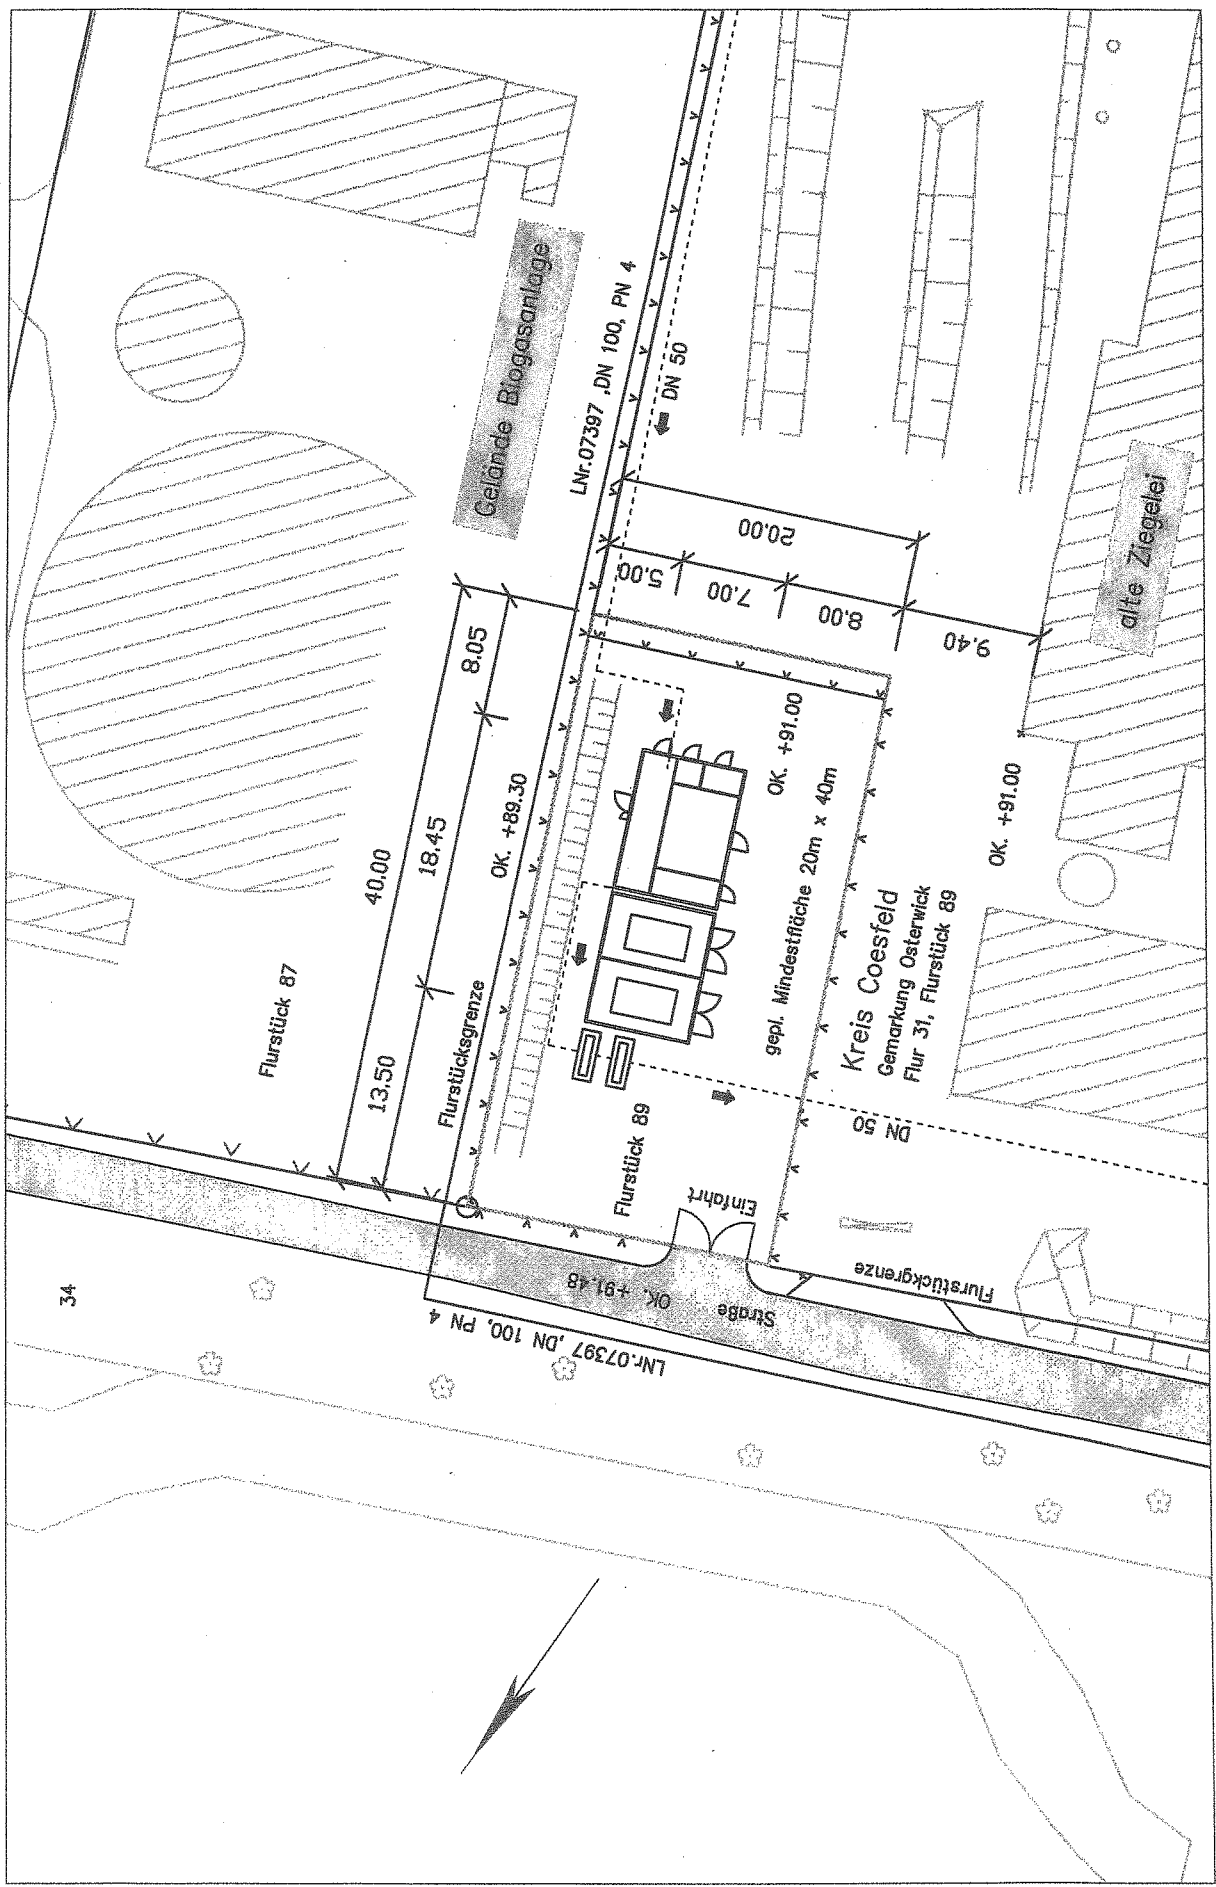 Gelände Biogasanlage
LNr.07397 ,DN 100, PN 4
DN 50
alte Ziegelei
20.00
5.00
7.00
8.00
9.40
8.05
18.45
40.00
13.50
OK. +89.30
Flurstücksgrenze
Flurstück 87
OK. +91.00
gepl. Mindestfläche 20m x 40m
Kreis Coesfeld
Gemarkung Osterwick
Flur 31, Flurstück 89
OK. +91.00
Flurstück 89
DN 50
Einfahrt
Flurstückgrenze
OK. +91.48
Straße
LNr.07397 ,DN 100, PN 4
34